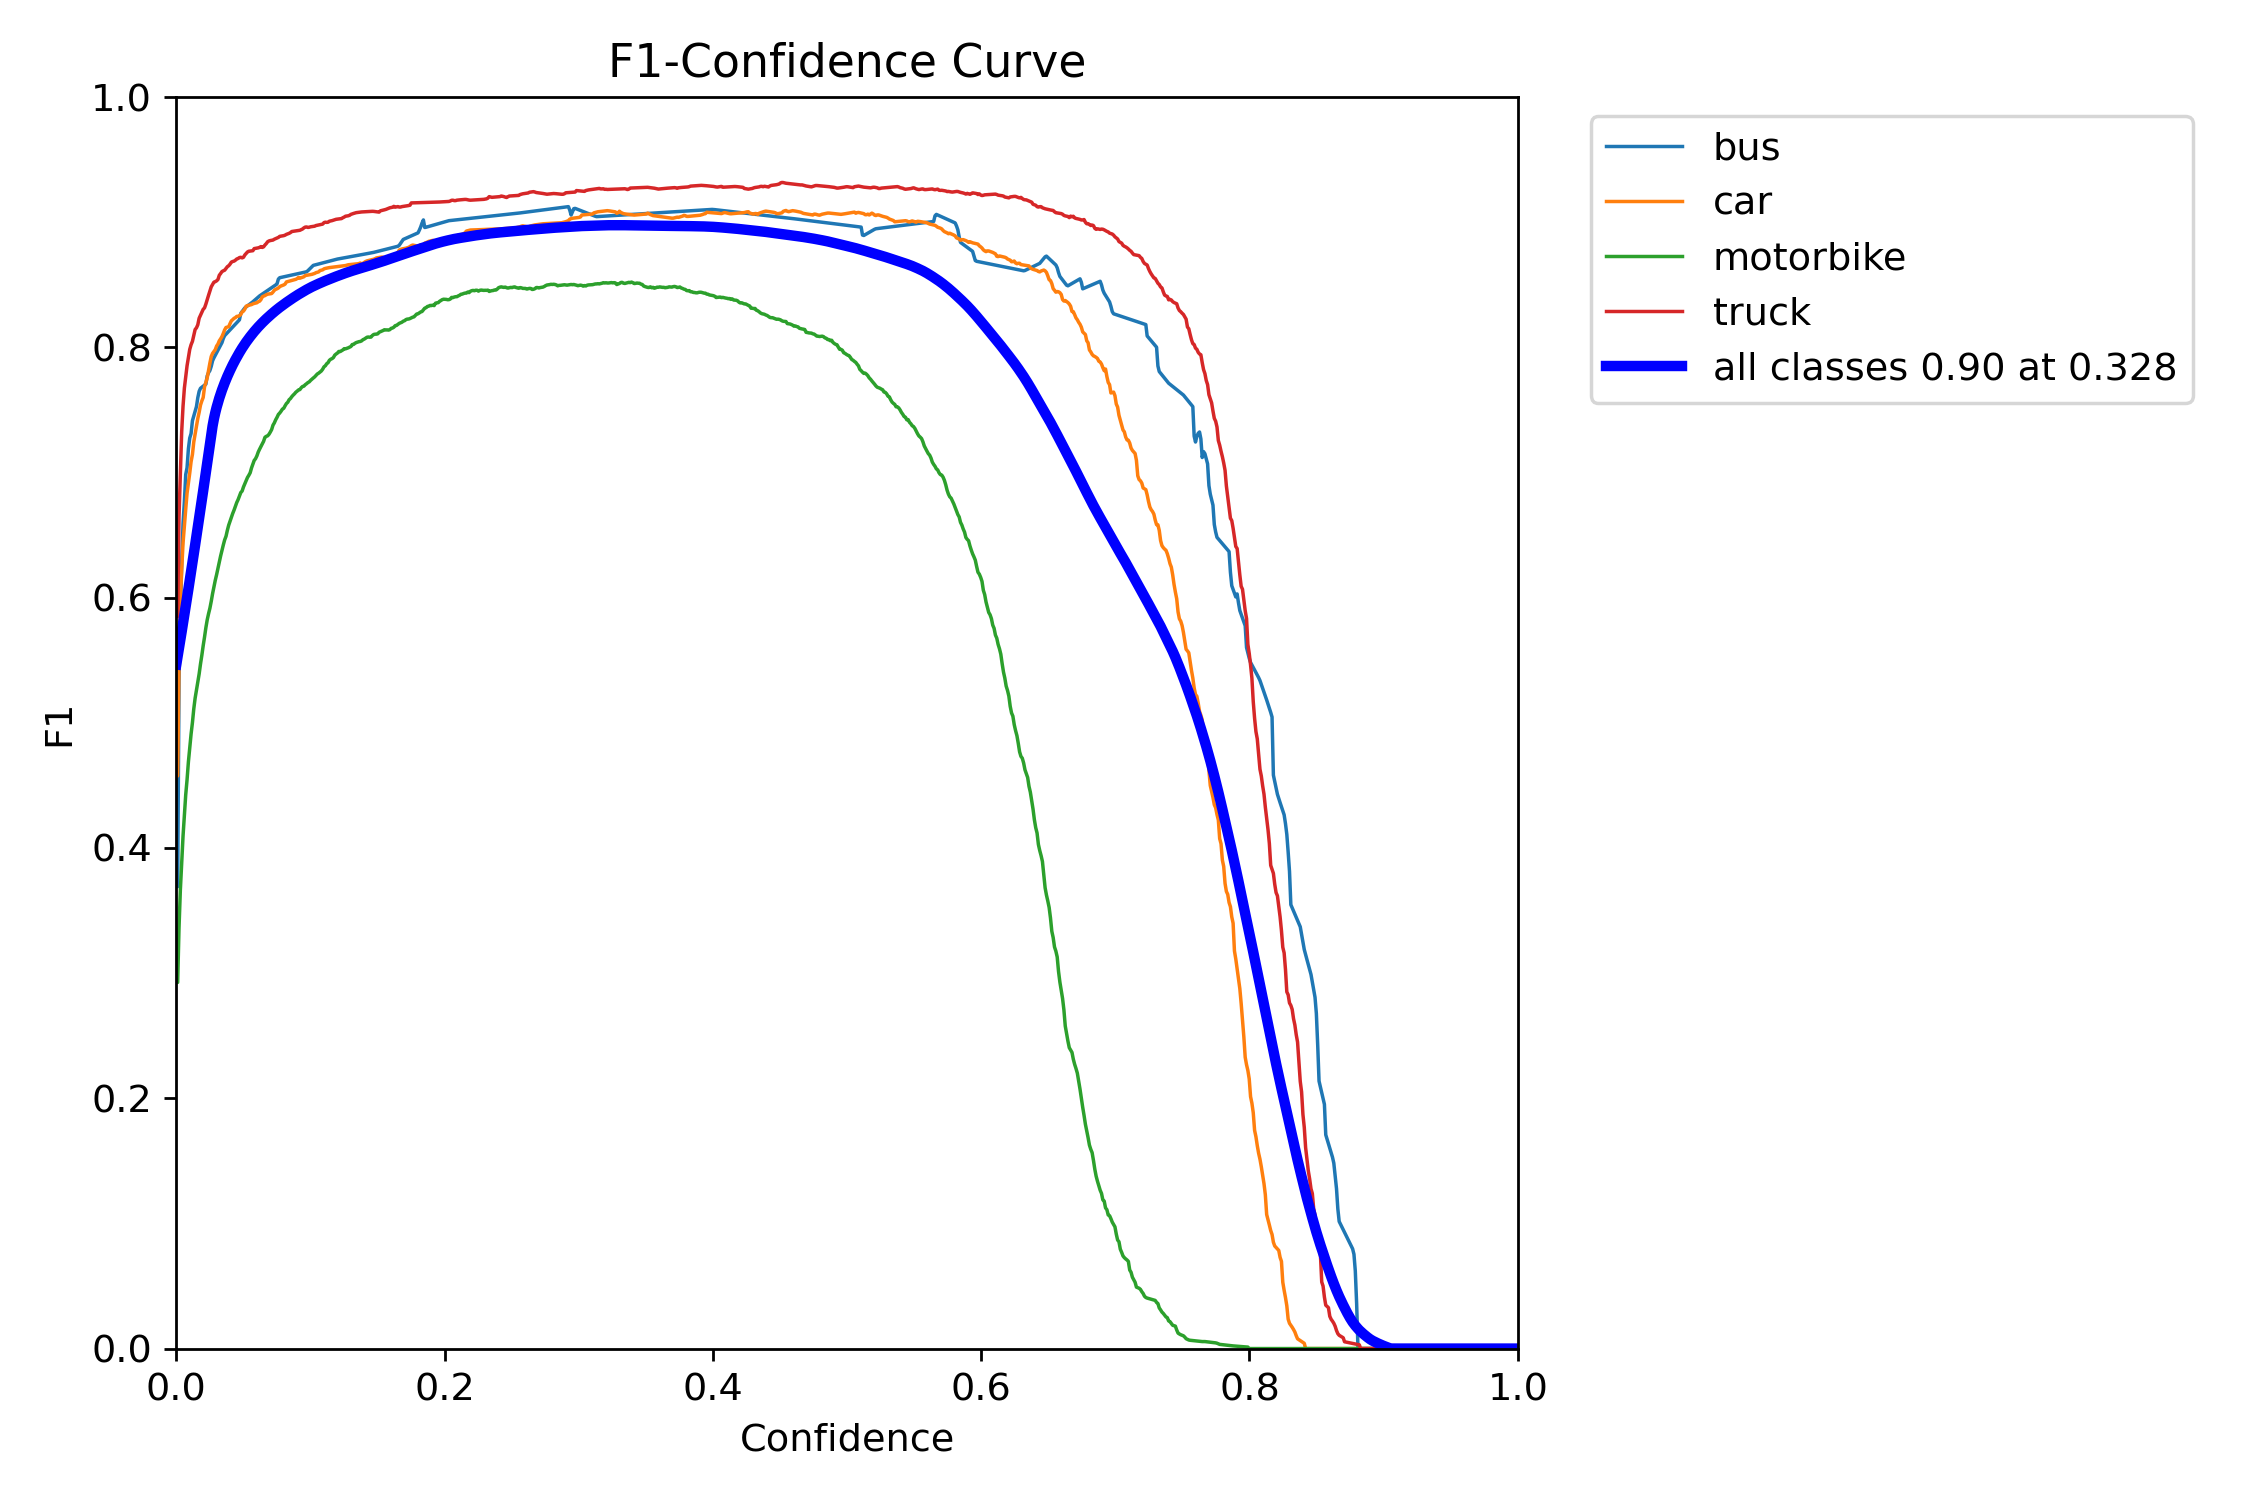 F1-Confidence Curve
1.0
0.8
0.6
0.4
0.2
0.0
F1
0.0 0.2 0.4 0.6 0.8 1.0
Confidence
bus
car
motorbike
truck
all classes 0.90 at 0.328